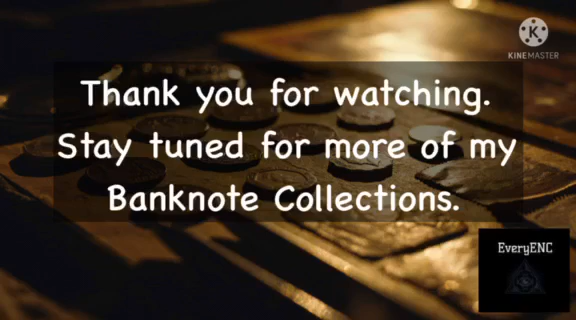 KINEMASTER
Thank you for watching.
Stay tuned for more of my
Banknote Collections.
EveryENC